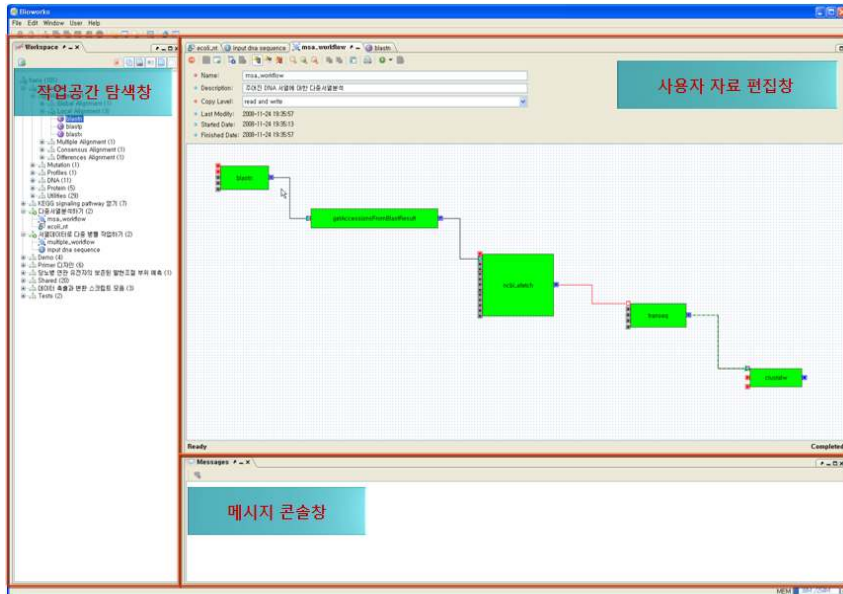 Bioworks
File Edit Window User Help
Workspace
작업공간 탐색창
Local Alignment (3)
blastn
blastp
blastx
Multiple Alignment (1)
Consensus Alignment (1)
Differences Alignment (1)
Mutation (1)
Profiles (1)
DNA (11)
Protein (5)
Utilities (29)
KEGG signaling pathway 얻기 (7)
다중서열분석하기 (2)
msa_workflow
ecoli_nt
서열데이터로 다중 병렬 작업하기 (2)
multiple_workflow
input dna sequence
Demo (4)
Primer 디자인 (6)
당뇨병 연관 유전자의 보존된 발현조절 부위 예측 (1)
Shared (20)
데이터 추출과 변환 스크립트 모음 (3)
Tests (2)
ecoli_nt input dna sequence msa_workflow blastn
Name: msa_workflow
Description: 주어진 DNA 서열에 대한 다중서열분석
Copy Level: read and write
Last Modify: 2008-11-24 19:35:57
Started Date: 2008-11-24 19:35:13
Finished Date: 2008-11-24 19:35:57
사용자 자료 편집창
blastn
getAccessionsFromBlastResult
ncbi_efetch
transeq
clustalw
Ready Completed
Messages
메시지 콘솔창
MEM